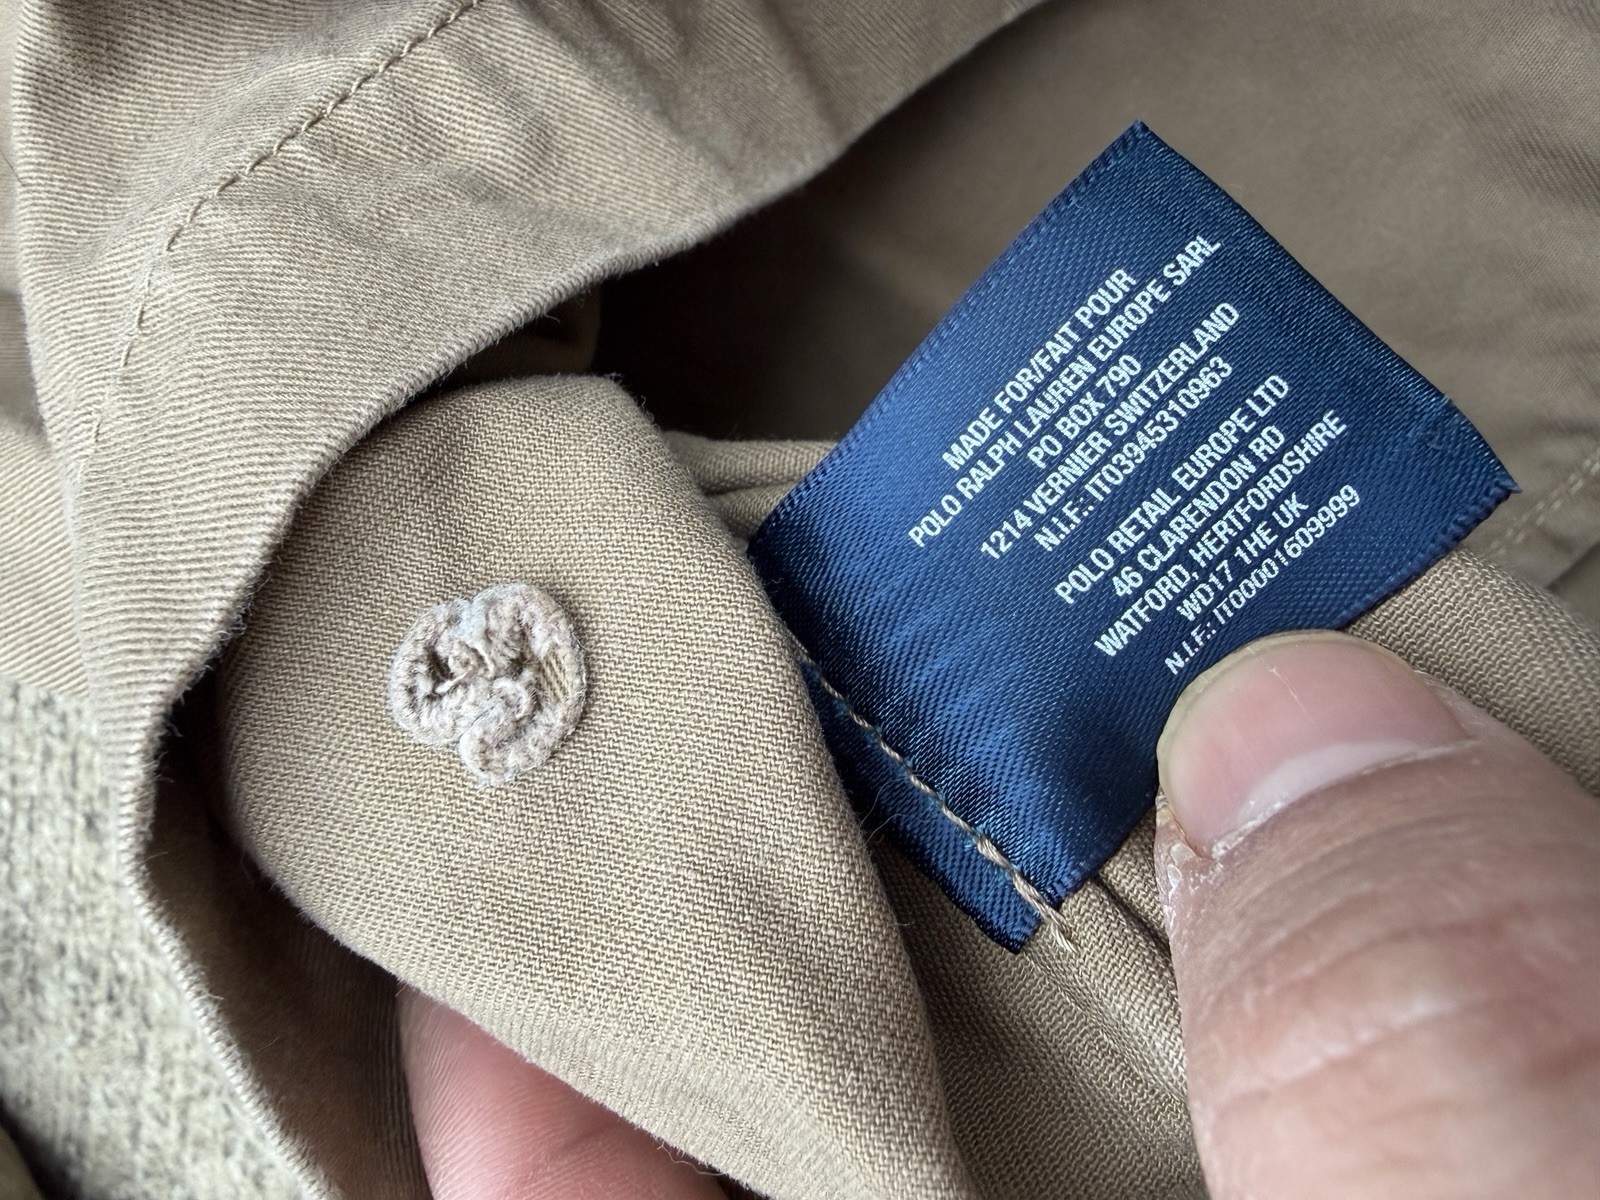 MADE FOR/FAIT POUR
POLO RALPH LAUREN EUROPE SARL
PO BOX 790
1214 VERNIER SWITZERLAND
N.I.F.: IT03945310963
POLO RETAIL EUROPE LTD
46 CLARENDON RD
WATFORD, HERTFORDSHIRE
WD17 1HE UK
N.I.F.: IT00001609999